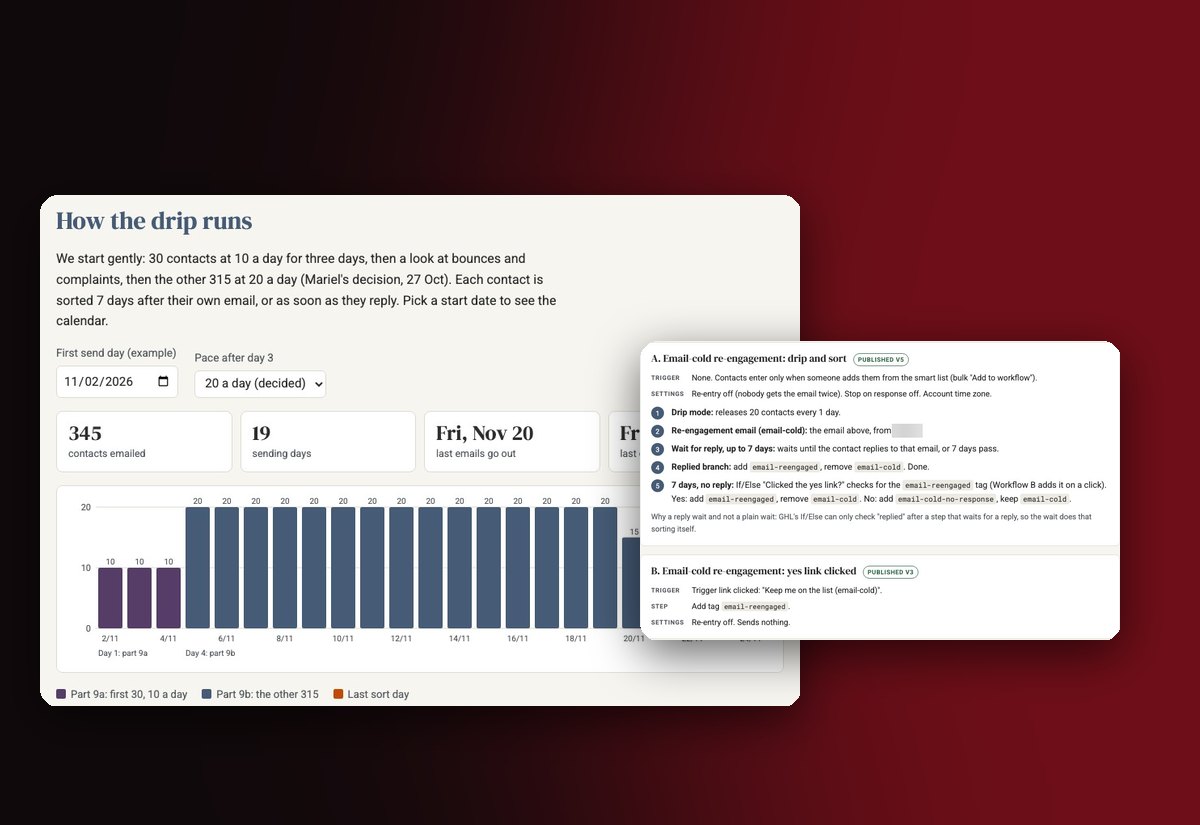 How the drip runs
We start gently: 30 contacts at 10 a day for three days, then a look at bounces and
complaints, then the other 315 at 20 a day (Mariel's decision, 27 Oct). Each contact is
sorted 7 days after their own email, or as soon as they reply. Pick a start date to see the
calendar.
First send day (example)
Pace after day 3
11/02/2026
20 a day (decided)
345
contacts emailed
19
sending days
Fri, Nov 20
last emails go out
Fr
last
20
10
0
10 10 10 20 20 20 20 20 20 20 20 20 20 20 20 20 20 20 15
2/11 4/11 6/11 8/11 10/11 12/11 14/11 16/11 18/11 20/11
Day 1: part 9a
Day 4: part 9b
Part 9a: first 30, 10 a day
Part 9b: the other 315
Last sort day
A. Email-cold re-engagement: drip and sort PUBLISHED V5
TRIGGER None. Contacts enter only when someone adds them from the smart list (bulk "Add to workflow").
SETTINGS Re-entry off (nobody gets the email twice). Stop on response off. Account time zone.
1 Drip mode: releases 20 contacts every 1 day.
2 Re-engagement email (email-cold): the email above, from
3 Wait for reply, up to 7 days: waits until the contact replies to that email, or 7 days pass.
4 Replied branch: add email-reengaged, remove email-cold. Done.
5 7 days, no reply: If/Else "Clicked the yes link?" checks for the email-reengaged tag (Workflow B adds it on a click).
Yes: add email-reengaged, remove email-cold. No: add email-cold-no-response, keep email-cold.
Why a reply wait and not a plain wait: GHL's If/Else can only check "replied" after a step that waits for a reply, so the wait does that
sorting itself.
B. Email-cold re-engagement: yes link clicked PUBLISHED V3
TRIGGER Trigger link clicked: "Keep me on the list (email-cold)".
STEP Add tag email-reengaged.
SETTINGS Re-entry off. Sends nothing.